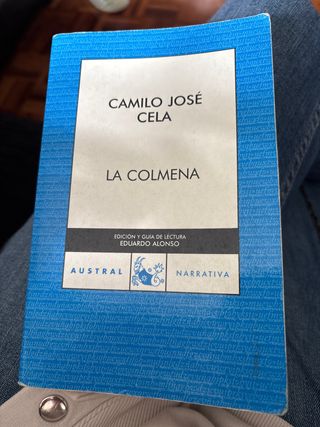 CAMILO JOSÉ
CELA
LA COLMENA
EDICIÓN Y GUÍA DE LECTURA
EDUARDO ALONSO
AUSTRAL
NARRATIVA